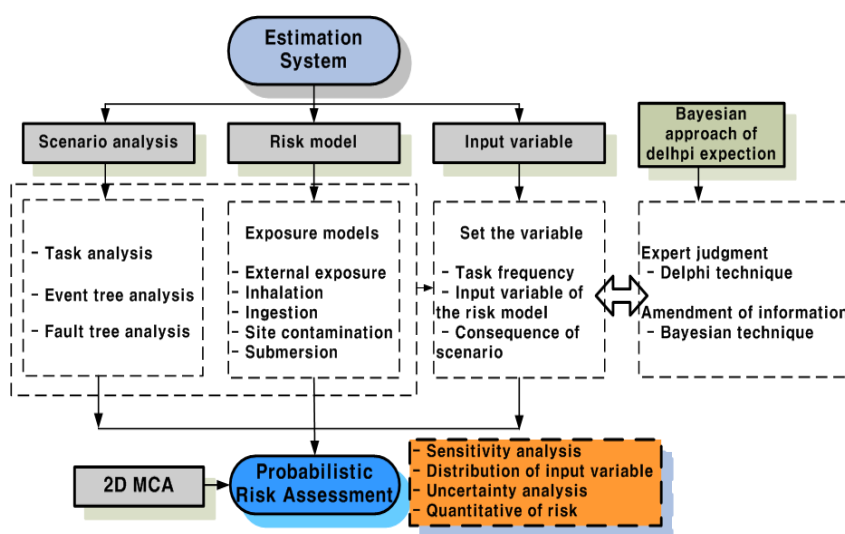 Estimation
System
Scenario analysis
Risk model
Input variable
Bayesian
approach of
delhpi expection
- Task analysis
- Event tree analysis
- Fault tree analysis
Exposure models
- External exposure
- Inhalation
- Ingestion
- Site contamination
- Submersion
Set the variable
- Task frequency
- Input variable of
the risk model
- Consequence of
scenario
Expert judgment
- Delphi technique
Amendment of information
- Bayesian technique
2D MCA
Probabilistic
Risk Assessment
- Sensitivity analysis
- Distribution of input variable
- Uncertainty analysis
- Quantitative of risk